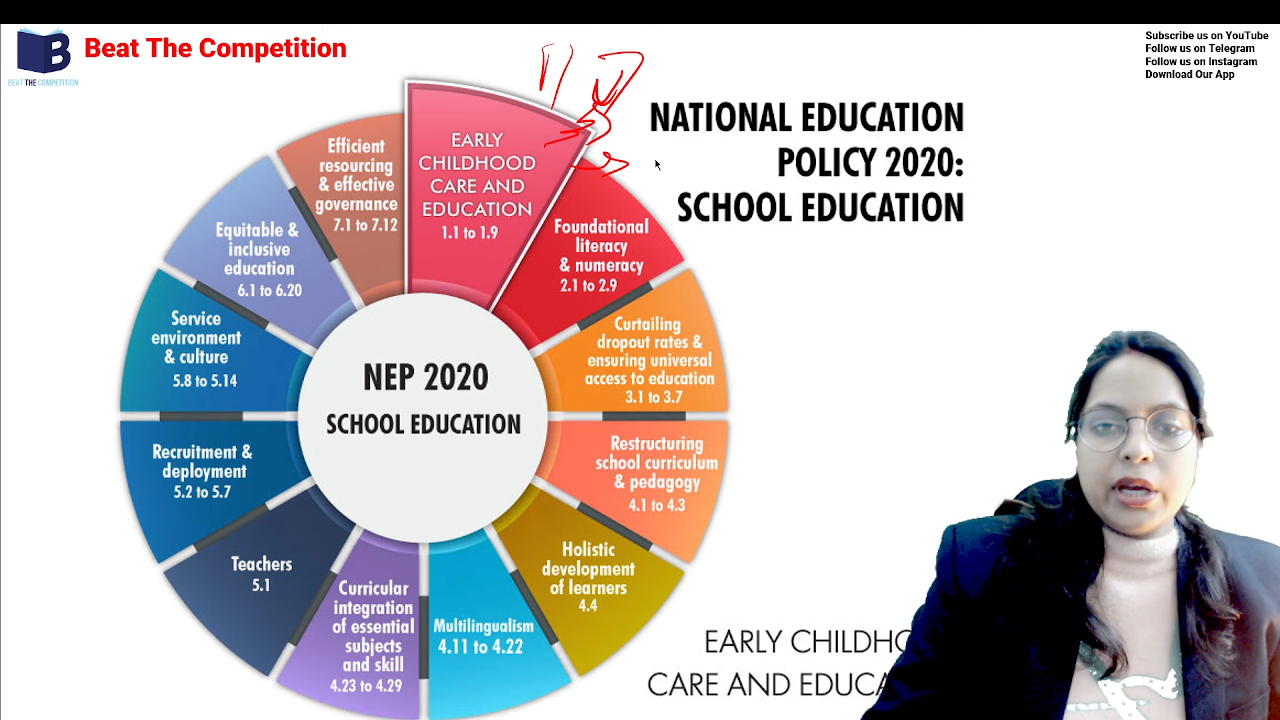 B
BEAT THE COMPETITION
Beat The Competition
Subscribe us on YouTube
Follow us on Telegram
Follow us on Instagram
Download Our App
NATIONAL EDUCATION
POLICY 2020:
SCHOOL EDUCATION
EARLY
CHILDHOOD
CARE AND
EDUCATION
1.1 to 1.9
Foundational
literacy
& numeracy
2.1 to 2.9
Curtailing
dropout rates &
ensuring universal
access to education
3.1 to 3.7
Restructuring
school curriculum
& pedagogy
4.1 to 4.3
Holistic
development
of learners
4.4
Multilingualism
4.11 to 4.22
Curricular
integration
of essential
subjects
and skill
4.23 to 4.29
Teachers
5.1
Recruitment &
deployment
5.2 to 5.7
Service
environment
& culture
5.8 to 5.14
Equitable &
inclusive
education
6.1 to 6.20
Efficient
resourcing
& effective
governance
7.1 to 7.12
NEP 2020
SCHOOL EDUCATION
EARLY
CARE AND